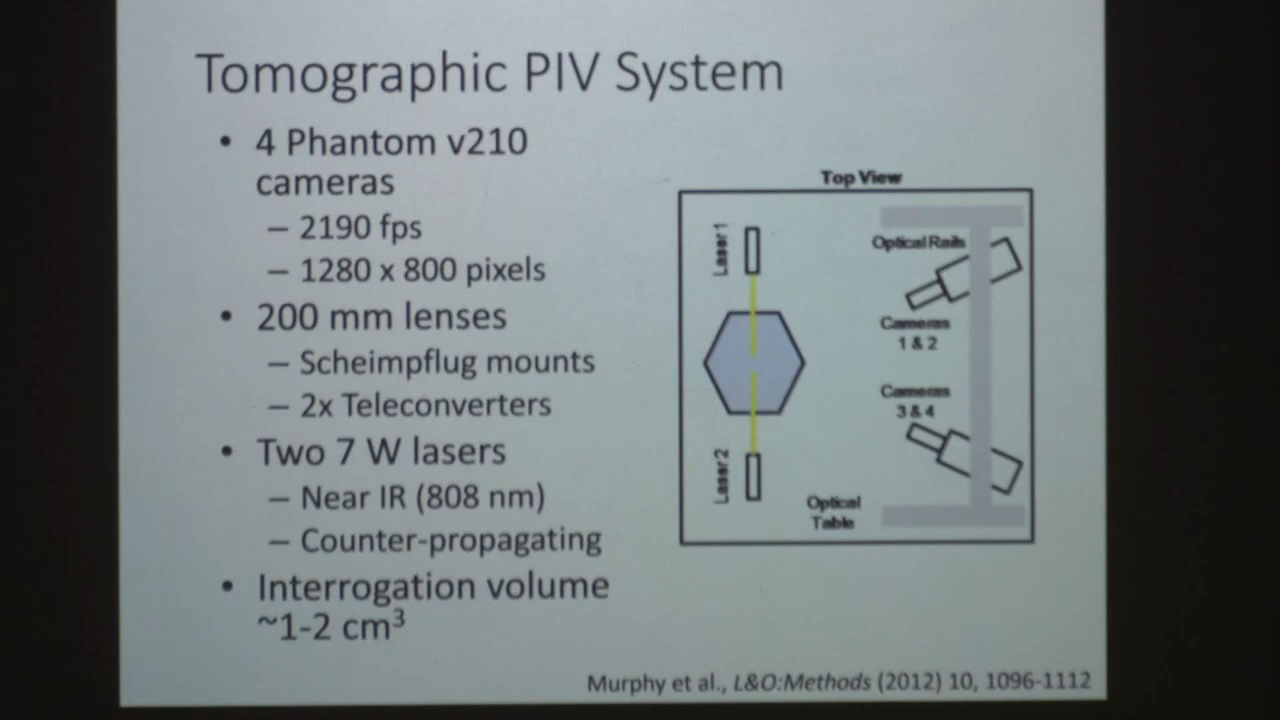 Tomographic PIV System
• 4 Phantom v210
cameras
– 2190 fps
– 1280 x 800 pixels
• 200 mm lenses
– Scheimpflug mounts
– 2x Teleconverters
• Two 7 W lasers
– Near IR (808 nm)
– Counter-propagating
• Interrogation volume
~1-2 cm³
Top View
Laser 1
Optical Rails
Cameras
1 & 2
Cameras
3 & 4
Laser 2
Optical
Table
Murphy et al., L&O:Methods (2012) 10, 1096-1112